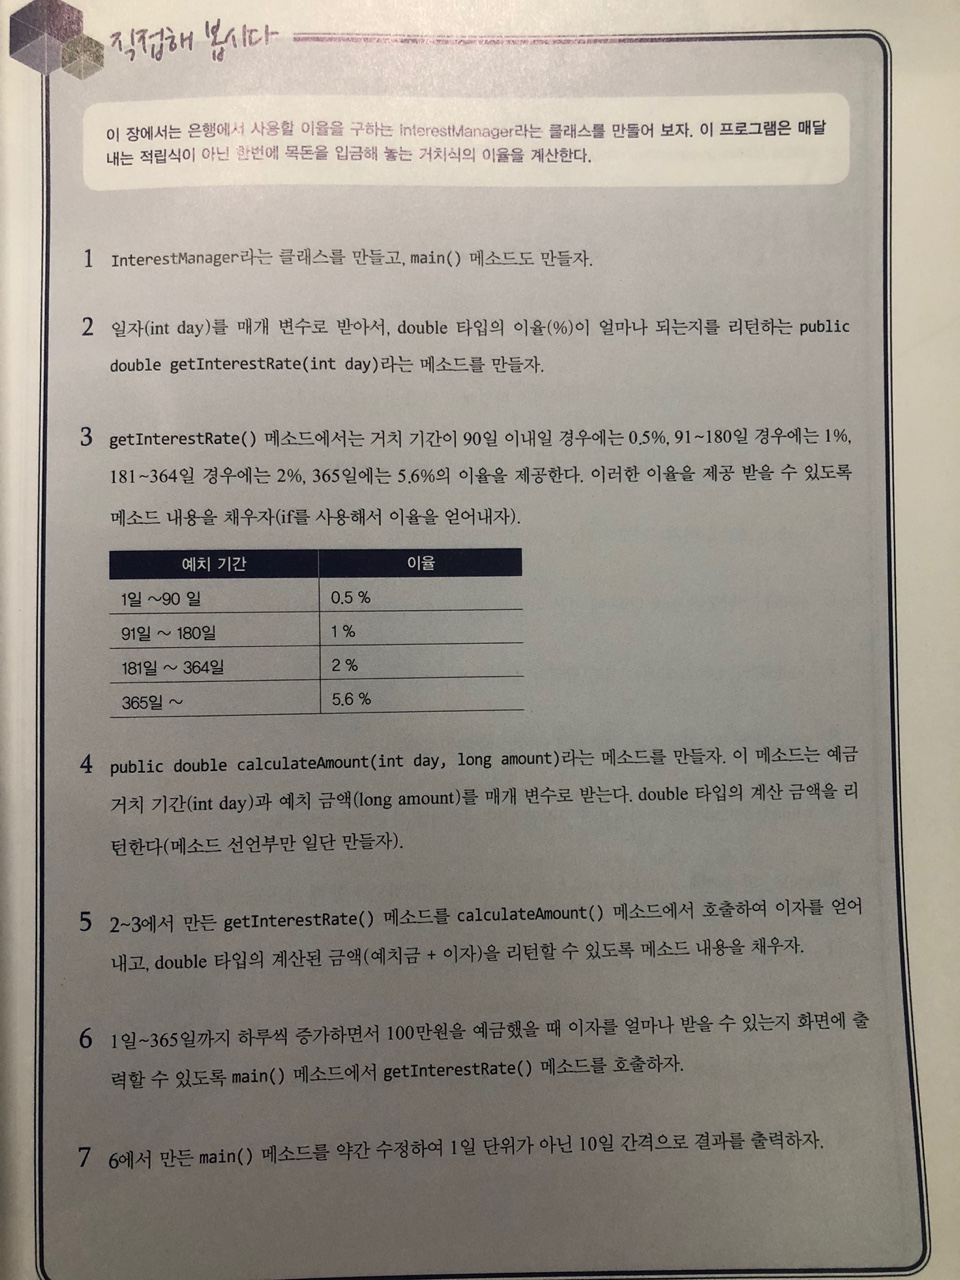 직접해 봅시다
이 장에서는 은행에서 사용할 이율을 구하는 InterestManager라는 클래스를 만들어 보자. 이 프로그램은 매달
내는 적립식이 아닌 한번에 목돈을 입금해 놓는 거치식의 이율을 계산한다.
1 InterestManager라는 클래스를 만들고, main() 메소드도 만들자.
2 일자(int day)를 매개 변수로 받아서, double 타입의 이율(%)이 얼마나 되는지를 리턴하는 public
double getInterestRate(int day)라는 메소드를 만들자.
3 getInterestRate() 메소드에서는 거치 기간이 90일 이내일 경우에는 0.5%, 91~180일 경우에는 1%,
181~364일 경우에는 2%, 365일에는 5.6%의 이율을 제공한다. 이러한 이율을 제공 받을 수 있도록
메소드 내용을 채우자(if를 사용해서 이율을 얻어내자).
예치 기간 이율
1일 ~90 일 0.5 %
91일 ~ 180일 1 %
181일 ~ 364일 2 %
365일 ~ 5.6 %
4 public double calculateAmount(int day, long amount)라는 메소드를 만들자. 이 메소드는 예금
거치 기간(int day)과 예치 금액(long amount)를 매개 변수로 받는다. double 타입의 계산 금액을 리
턴한다(메소드 선언부만 일단 만들자).
5 2~3에서 만든 getInterestRate() 메소드를 calculateAmount() 메소드에서 호출하여 이자를 얻어
내고, double 타입의 계산된 금액(예치금 + 이자)을 리턴할 수 있도록 메소드 내용을 채우자.
6 1일~365일까지 하루씩 증가하면서 100만원을 예금했을 때 이자를 얼마나 받을 수 있는지 화면에 출
력할 수 있도록 main() 메소드에서 getInterestRate() 메소드를 호출하자.
7 6에서 만든 main() 메소드를 약간 수정하여 1일 단위가 아닌 10일 간격으로 결과를 출력하자.